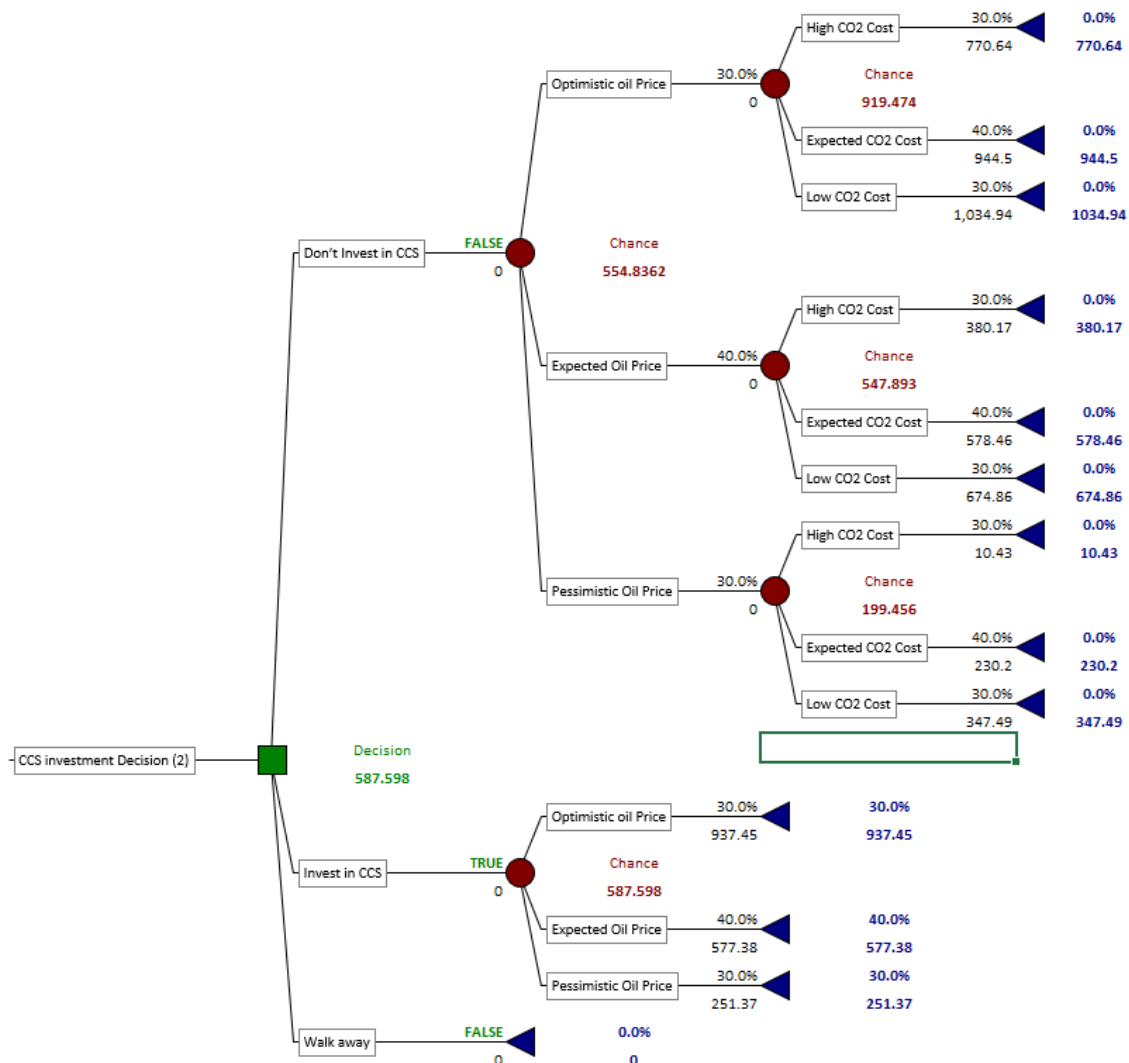 High CO2 Cost 30.0% 0.0%
770.64 770.64
Optimistic oil Price 30.0% Chance
0 919.474
Expected CO2 Cost 40.0% 0.0%
944.5 944.5
Low CO2 Cost 30.0% 0.0%
1,034.94 1034.94
Don't Invest in CCS FALSE Chance
0 554.8362
High CO2 Cost 30.0% 0.0%
380.17 380.17
Expected Oil Price 40.0% Chance
0 547.893
Expected CO2 Cost 40.0% 0.0%
578.46 578.46
Low CO2 Cost 30.0% 0.0%
674.86 674.86
High CO2 Cost 30.0% 0.0%
10.43 10.43
Pessimistic Oil Price 30.0% Chance
0 199.456
Expected CO2 Cost 40.0% 0.0%
230.2 230.2
Low CO2 Cost 30.0% 0.0%
347.49 347.49
CCS investment Decision (2) Decision
587.598
Optimistic oil Price 30.0% 30.0%
937.45 937.45
Invest in CCS TRUE Chance
0 587.598
Expected Oil Price 40.0% 40.0%
577.38 577.38
Pessimistic Oil Price 30.0% 30.0%
251.37 251.37
Walk away FALSE 0.0%
0 0